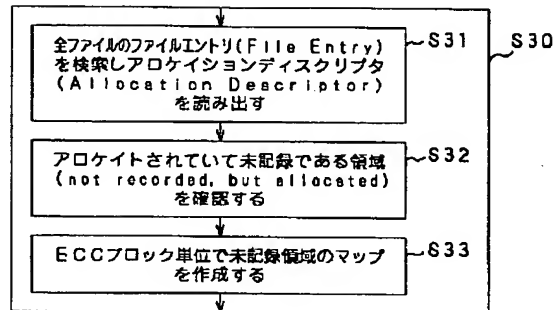 全ファイルのファイルエントリ(File Entry) S31 S30
を検索しアロケイションディスクリプタ
(Allocation Descriptor)
を読み出す
アロケイトされていて未記録である領域 S32
(not recorded, but allocated)
を確認する
ECCブロック単位で未記録領域のマップ S33
を作成する